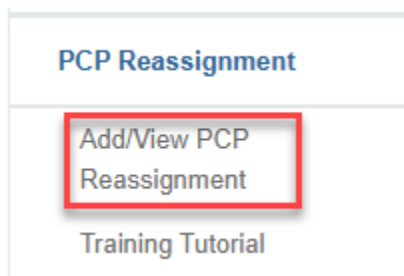 PCP Reassignment
Add/View PCP
Reassignment
Training Tutorial